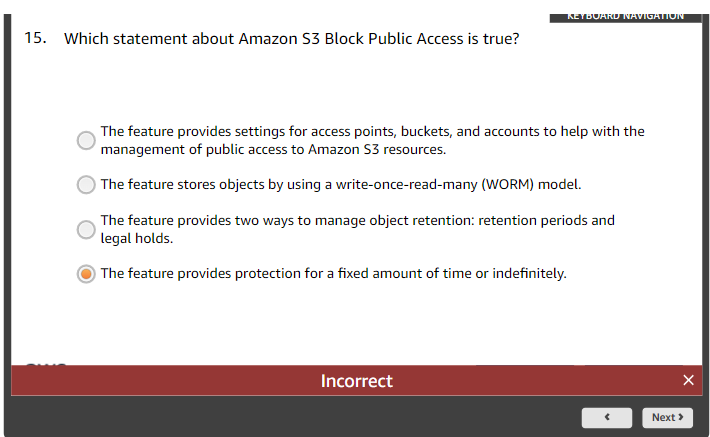 KEYBOARD NAVIGATION
15. Which statement about Amazon S3 Block Public Access is true?
The feature provides settings for access points, buckets, and accounts to help with the
management of public access to Amazon S3 resources.
The feature stores objects by using a write-once-read-many (WORM) model.
The feature provides two ways to manage object retention: retention periods and
legal holds.
The feature provides protection for a fixed amount of time or indefinitely.
Incorrect
Next